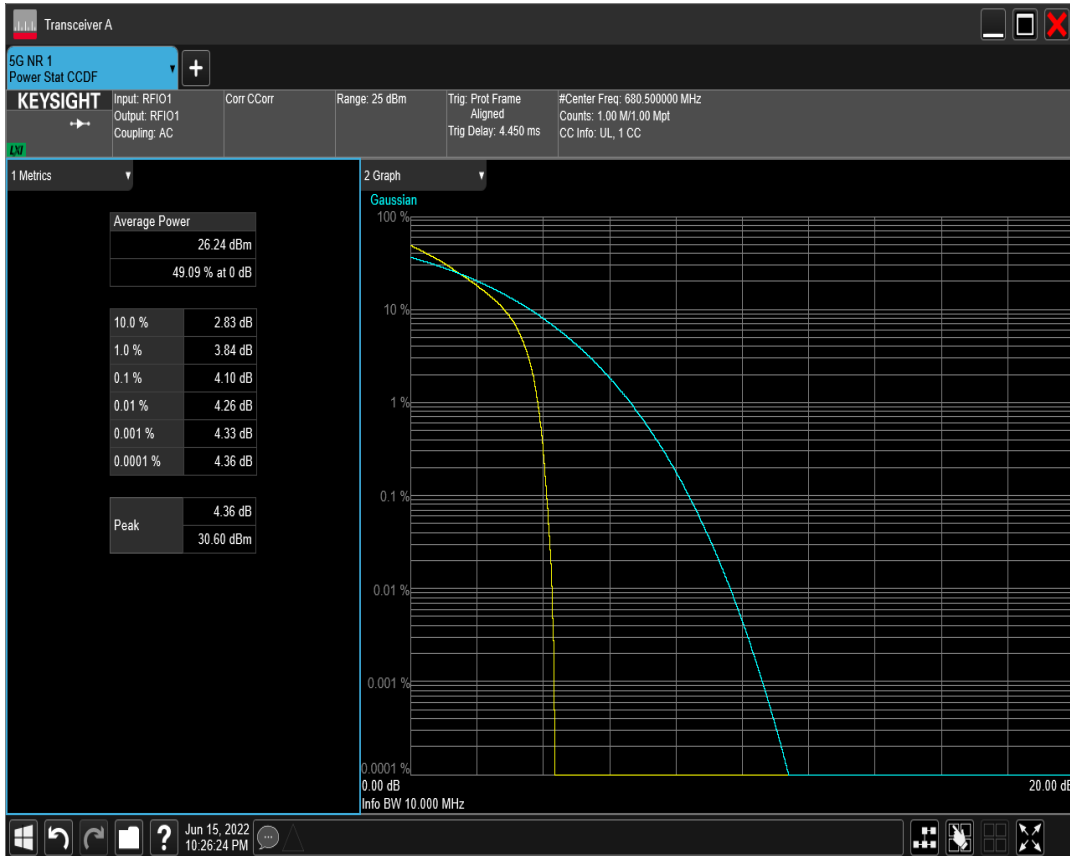 Transceiver A
5G NR 1
Power Stat CCDF
+
KEYSIGHT
LXI
Input: RFIO1
Output: RFIO1
Coupling: AC
Corr CCorr
Range: 25 dBm
Trig: Prot Frame
Aligned
Trig Delay: 4.450 ms
#Center Freq: 680.500000 MHz
Counts: 1.00 M/1.00 Mpt
CC Info: UL, 1 CC
1 Metrics
Average Power
26.24 dBm
49.09 % at 0 dB
10.0 % 2.83 dB
1.0 % 3.84 dB
0.1 % 4.10 dB
0.01 % 4.26 dB
0.001 % 4.33 dB
0.0001 % 4.36 dB
Peak
4.36 dB
30.60 dBm
2 Graph
Gaussian
100 %
10 %
1 %
0.1 %
0.01 %
0.001 %
0.0001 %
0.00 dB 20.00 dB
Info BW 10.000 MHz
?
Jun 15, 2022
10:26:24 PM